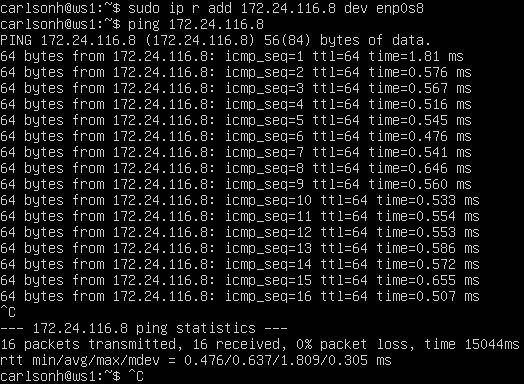 carlsonh@ws1:~$ sudo ip r add 172.24.116.8 dev enp0s8
carlsonh@ws1:~$ ping 172.24.116.8
PING 172.24.116.8 (172.24.116.8) 56(84) bytes of data.
64 bytes from 172.24.116.8: icmp_seq=1 ttl=64 time=1.81 ms
64 bytes from 172.24.116.8: icmp_seq=2 ttl=64 time=0.576 ms
64 bytes from 172.24.116.8: icmp_seq=3 ttl=64 time=0.567 ms
64 bytes from 172.24.116.8: icmp_seq=4 ttl=64 time=0.516 ms
64 bytes from 172.24.116.8: icmp_seq=5 ttl=64 time=0.545 ms
64 bytes from 172.24.116.8: icmp_seq=6 ttl=64 time=0.476 ms
64 bytes from 172.24.116.8: icmp_seq=7 ttl=64 time=0.541 ms
64 bytes from 172.24.116.8: icmp_seq=8 ttl=64 time=0.646 ms
64 bytes from 172.24.116.8: icmp_seq=9 ttl=64 time=0.560 ms
64 bytes from 172.24.116.8: icmp_seq=10 ttl=64 time=0.533 ms
64 bytes from 172.24.116.8: icmp_seq=11 ttl=64 time=0.554 ms
64 bytes from 172.24.116.8: icmp_seq=12 ttl=64 time=0.553 ms
64 bytes from 172.24.116.8: icmp_seq=13 ttl=64 time=0.586 ms
64 bytes from 172.24.116.8: icmp_seq=14 ttl=64 time=0.572 ms
64 bytes from 172.24.116.8: icmp_seq=15 ttl=64 time=0.655 ms
64 bytes from 172.24.116.8: icmp_seq=16 ttl=64 time=0.507 ms
^C
--- 172.24.116.8 ping statistics ---
16 packets transmitted, 16 received, 0% packet loss, time 15044ms
rtt min/avg/max/mdev = 0.476/0.637/1.809/0.305 ms
carlsonh@ws1:~$ ^C